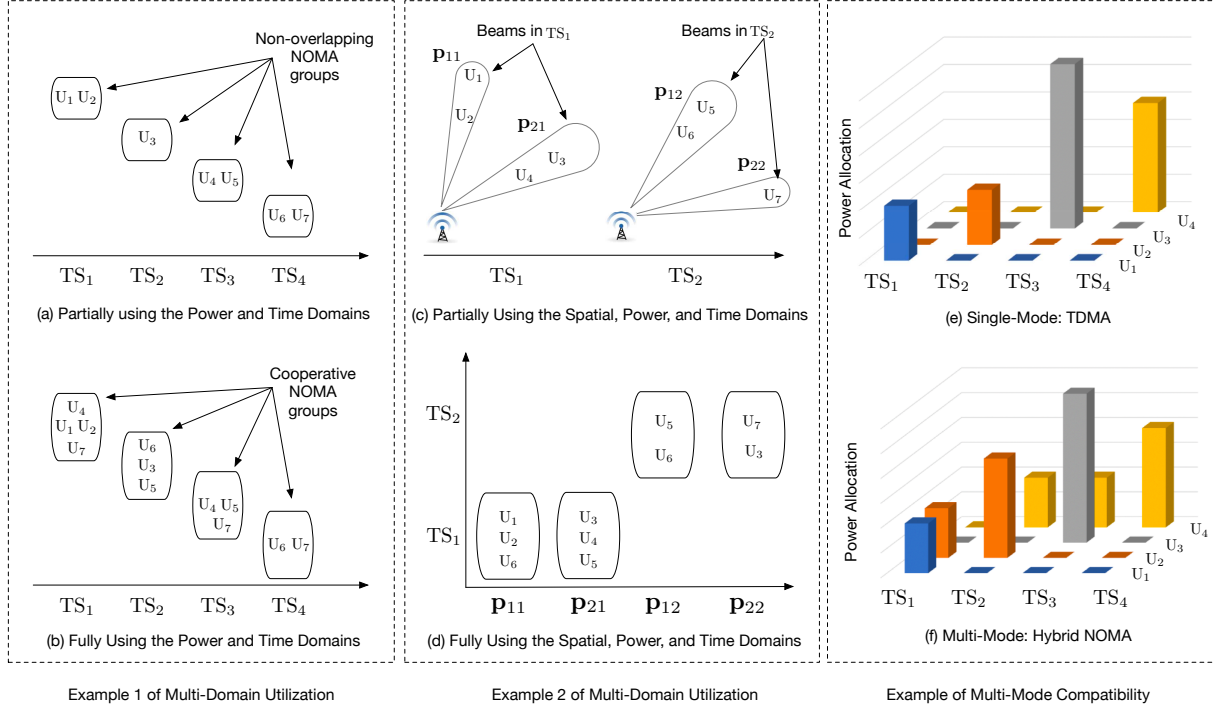 Non-overlapping
NOMA
groups
U1 U2
U3
U4 U5
U6 U7
TS1 TS2 TS3 TS4
(a) Partially using the Power and Time Domains
Cooperative
NOMA
groups
U4
U1 U2
U7
U6
U3
U5
U4 U5
U7
U6 U7
TS1 TS2 TS3 TS4
(b) Fully Using the Power and Time Domains
Example 1 of Multi-Domain Utilization
Beams in TS1
Beams in TS2
p11
U1
U2
p21
U3
U4
p12
U5
U6
p22
U7
TS1 TS2
(c) Partially Using the Spatial, Power, and Time Domains
TS2
U5
U6
U7
U3
TS1
U1
U2
U6
U3
U4
U5
p11 p21 p12 p22
(d) Fully Using the Spatial, Power, and Time Domains
Example 2 of Multi-Domain Utilization
Power Allocation
U4
U3
U2
U1
TS1 TS2 TS3 TS4
(e) Single-Mode: TDMA
Power Allocation
U4
U3
U2
U1
TS1 TS2 TS3 TS4
(f) Multi-Mode: Hybrid NOMA
Example of Multi-Mode Compatibility